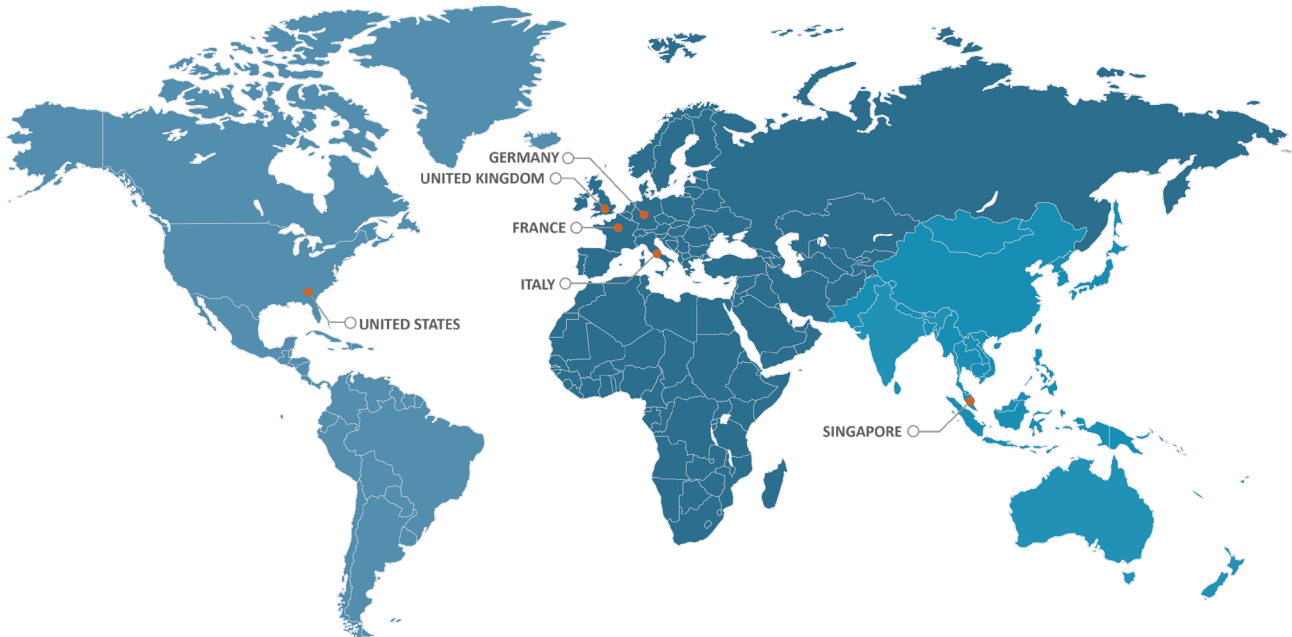 GERMANY
UNITED KINGDOM
FRANCE
ITALY
UNITED STATES
SINGAPORE